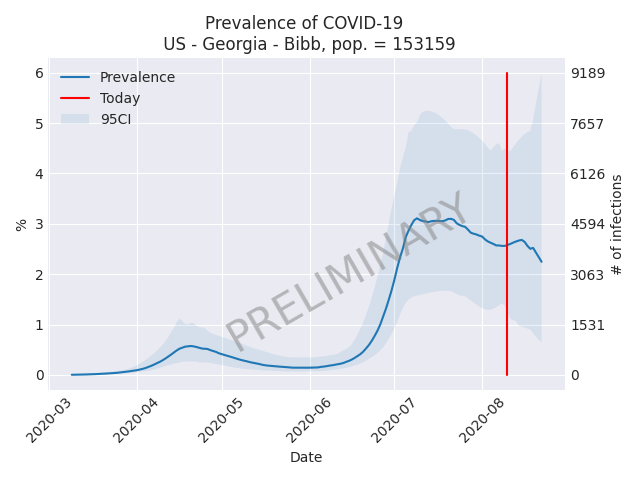 Prevalence of COVID-19
US - Georgia - Bibb, pop. = 153159
Prevalence
Today
95CI
PRELIMINARY
6
5
4
3
2
1
0
%
9189
7657
6126
4594
3063
1531
0
# of infections
2020-03
2020-04
2020-05
2020-06
2020-07
2020-08
Date